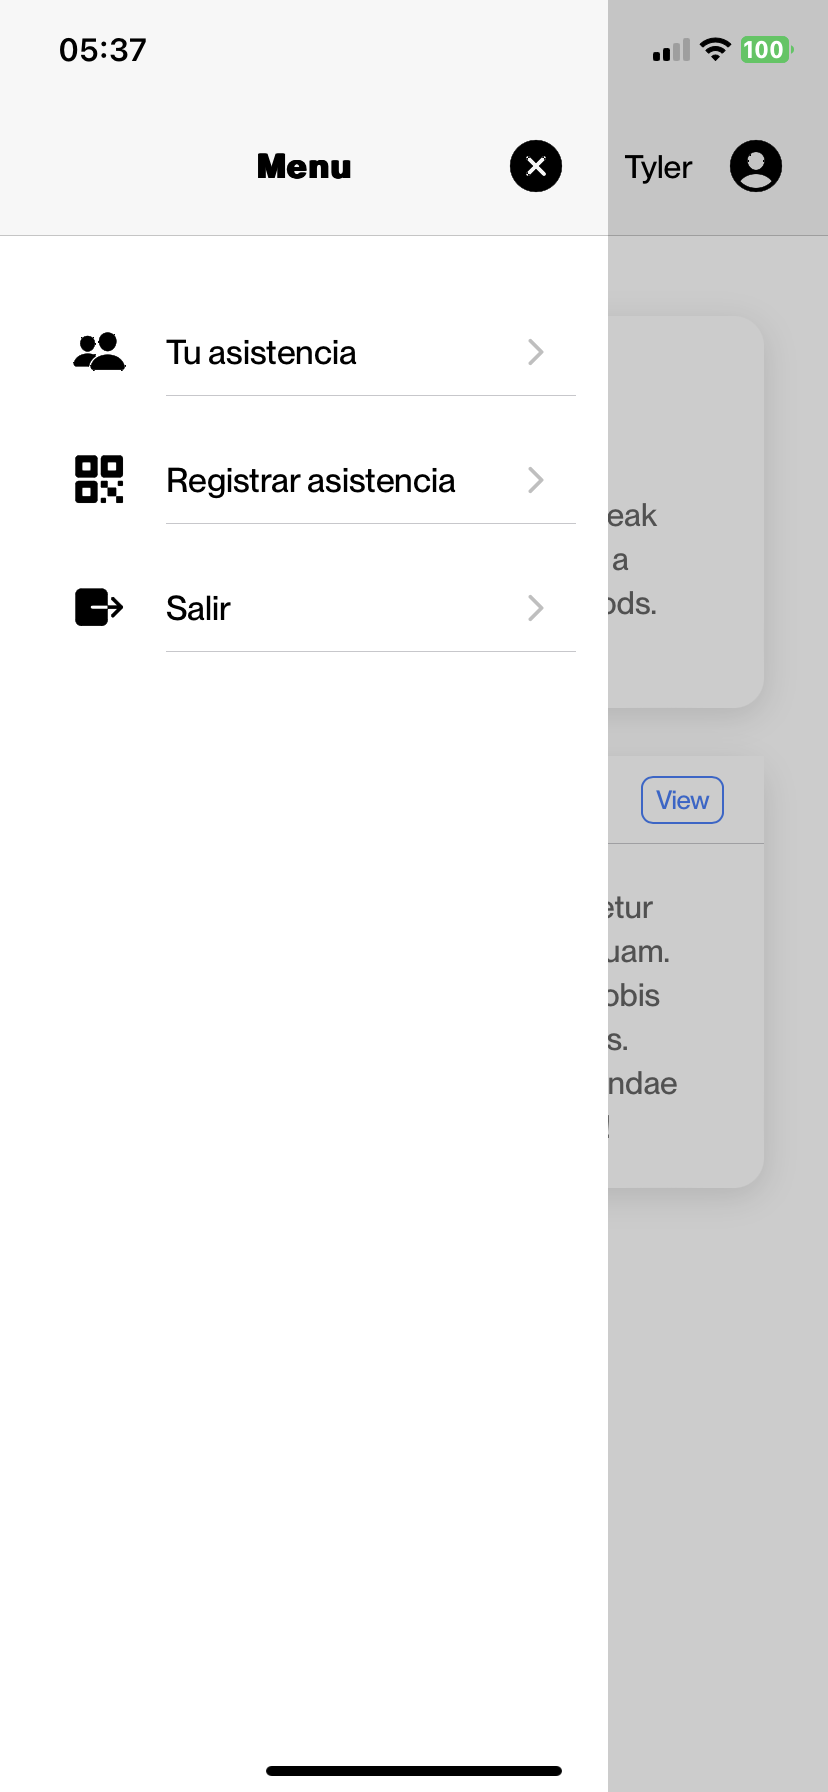 05:37
100
Menu
Tyler
Tu asistencia
Registrar asistencia
Salir
eak
a
ods.
View
etur
uam.
obis
s.
ndae
!